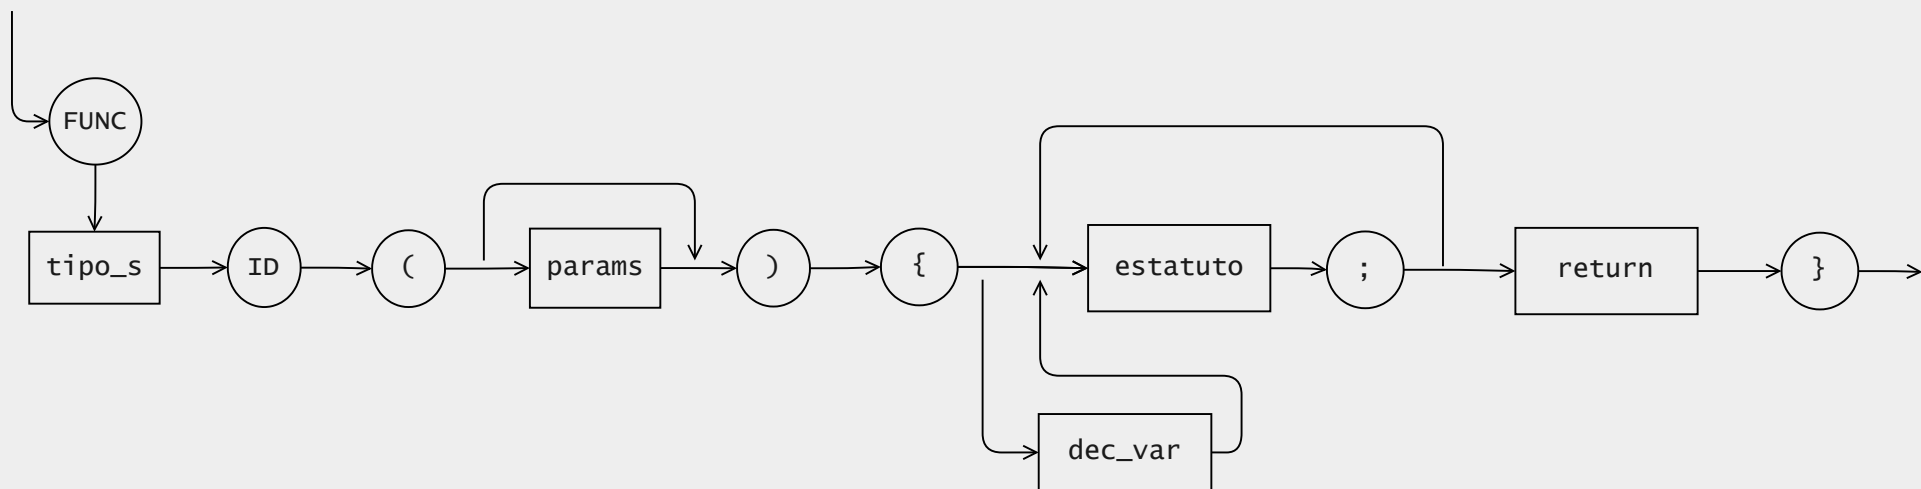 FUNC
tipo_s ID ( params ) { estatuto ; return }
dec_var